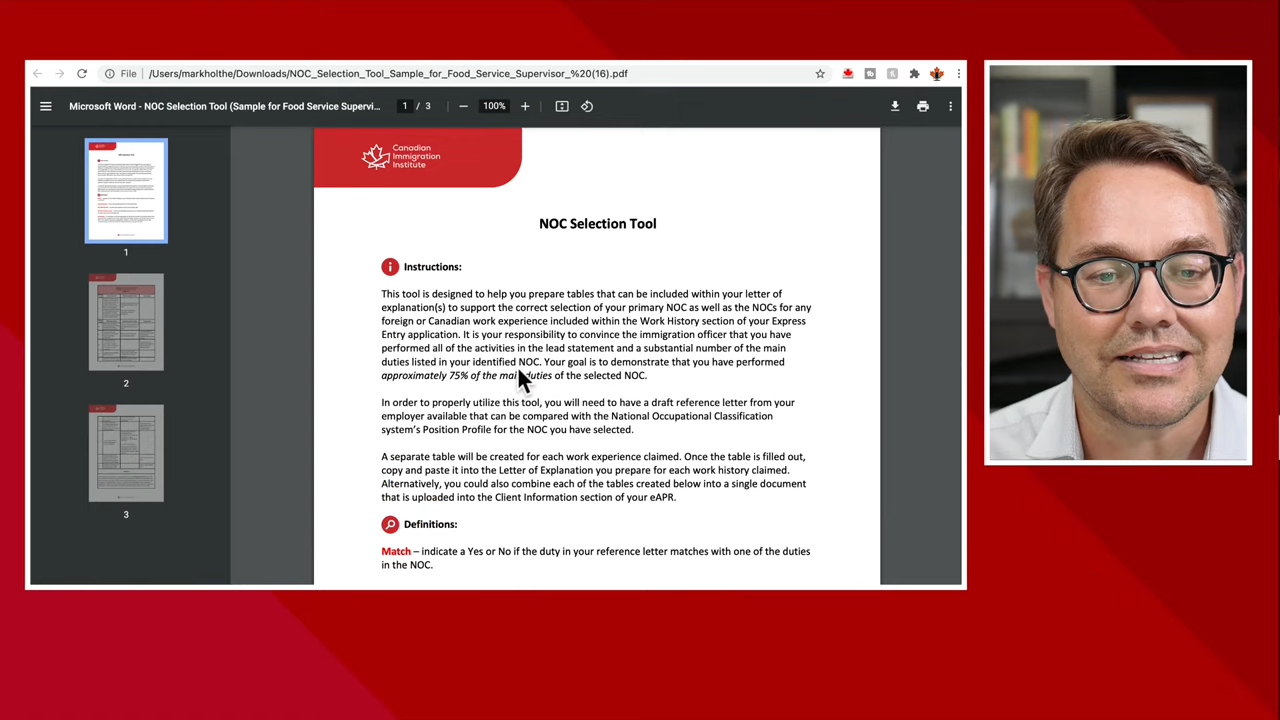 File
/Users/markholthe/Downloads/NOC_Selection_Tool_Sample_for_Food_Service_Supervisor_%20(16).pdf
Microsoft Word - NOC Selection Tool (Sample for Food Service Supervi...
1 / 3
100%
Canadian
Immigration
Institute
NOC Selection Tool
Instructions:
This tool is designed to help you prepare tables that can be included within your letter of
explanation(s) to support the correct selection of your primary NOC as well as the NOCs for any
foreign or Canadian work experience included within the Work History section of your Express
Entry application. It is your responsibility to convince the immigration officer that you have
performed all of the activities in the lead statement and a substantial number of the main
duties listed in your identified NOC. Your goal is to demonstrate that you have performed
approximately 75% of the main duties of the selected NOC.
In order to properly utilize this tool, you will need to have a draft reference letter from your
employer available that can be compared with the National Occupational Classification
system's Position Profile for the NOC you have selected.
A separate table will be created for each work experience claimed. Once the table is filled out,
copy and paste it into the Letter of Explanation you prepare for each work history claimed.
Alternatively, you could also combine each of the tables created below into a single document
that is uploaded into the Client Information section of your eAPR.
Definitions:
Match – indicate a Yes or No if the duty in your reference letter matches with one of the duties
in the NOC.
1
2
3